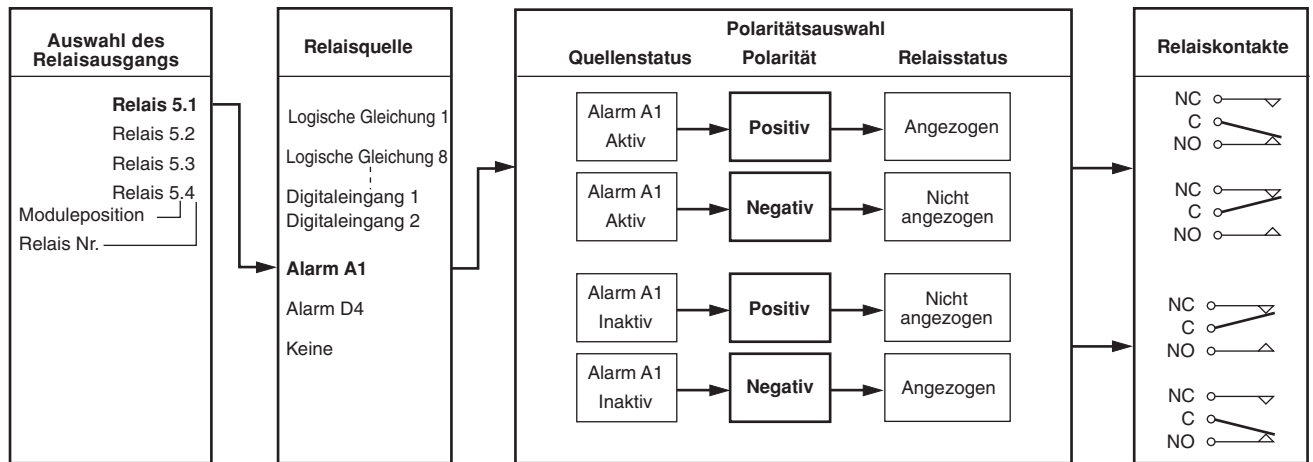 Auswahl des
Relaisausgangs
Relais 5.1
Relais 5.2
Relais 5.3
Relais 5.4
Moduleposition
Relais Nr.
Relaisquelle
Logische Gleichung 1
Logische Gleichung 8
Digitaleingang 1
Digitaleingang 2
Alarm A1
Alarm D4
Keine
Polaritätsauswahl
Quellenstatus Polarität Relaisstatus
Alarm A1
Aktiv
Positiv
Angezogen
Alarm A1
Aktiv
Negativ
Nicht
angezogen
Alarm A1
Inaktiv
Positiv
Nicht
angezogen
Alarm A1
Inaktiv
Negativ
Angezogen
Relaiskontakte
NC
C
NO
NC
C
NO
NC
C
NO
NC
C
NO